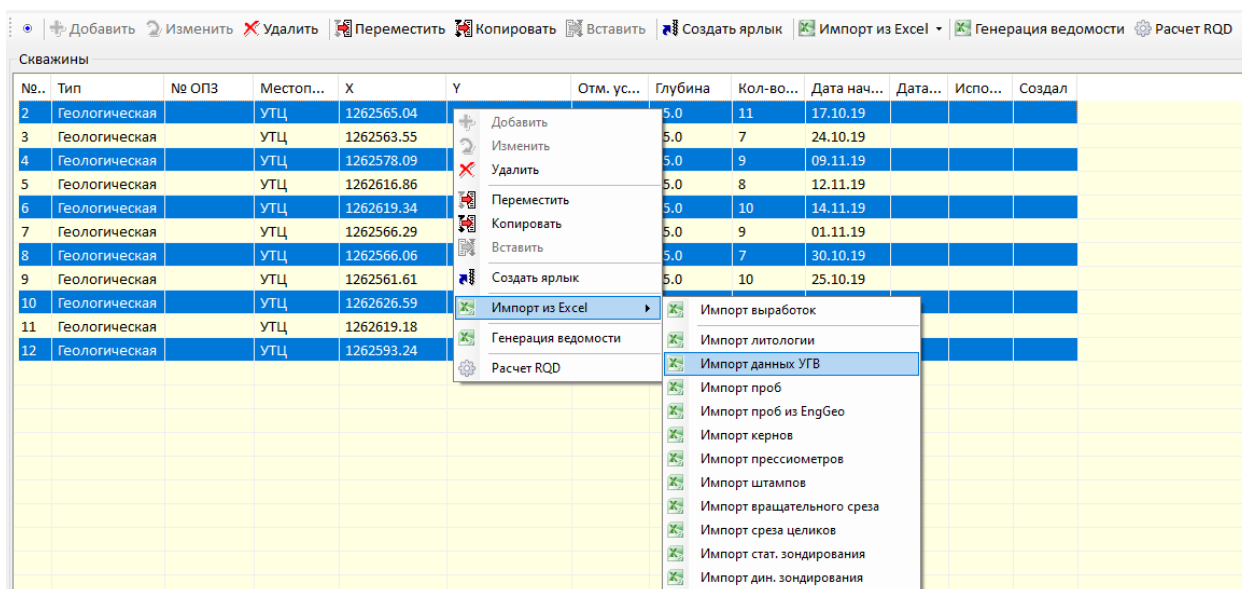 Добавить Изменить Удалить Переместить Копировать Вставить Создать ярлык Импорт из Excel Генерация ведомости Расчет RQD
Скважины
№.. Тип № ОПЗ Местоп... X Y Отм. ус... Глубина Кол-во... Дата нач... Дата... Испо... Создал
2 Геологическая УТЦ 1262565.04 5.0 11 17.10.19
Добавить
3 Геологическая УТЦ 1262563.55 5.0 7 24.10.19
Изменить
4 Геологическая УТЦ 1262578.09 5.0 9 09.11.19
Удалить
5 Геологическая УТЦ 1262616.86 5.0 8 12.11.19
Переместить
6 Геологическая УТЦ 1262619.34 5.0 10 14.11.19
Копировать
7 Геологическая УТЦ 1262566.29 5.0 9 01.11.19
Вставить
8 Геологическая УТЦ 1262566.06 5.0 7 30.10.19
Создать ярлык
9 Геологическая УТЦ 1262561.61 5.0 10 25.10.19
10 Геологическая УТЦ 1262626.59
Импорт из Excel
Импорт выработок
11 Геологическая УТЦ 1262619.18
Генерация ведомости
Импорт литологии
12 Геологическая УТЦ 1262593.24
Расчет RQD
Импорт данных УГВ
Импорт проб
Импорт проб из EngGeo
Импорт кернов
Импорт прессиометров
Импорт штампов
Импорт вращательного среза
Импорт среза целиков
Импорт стат. зондирования
Импорт дин. зондирования